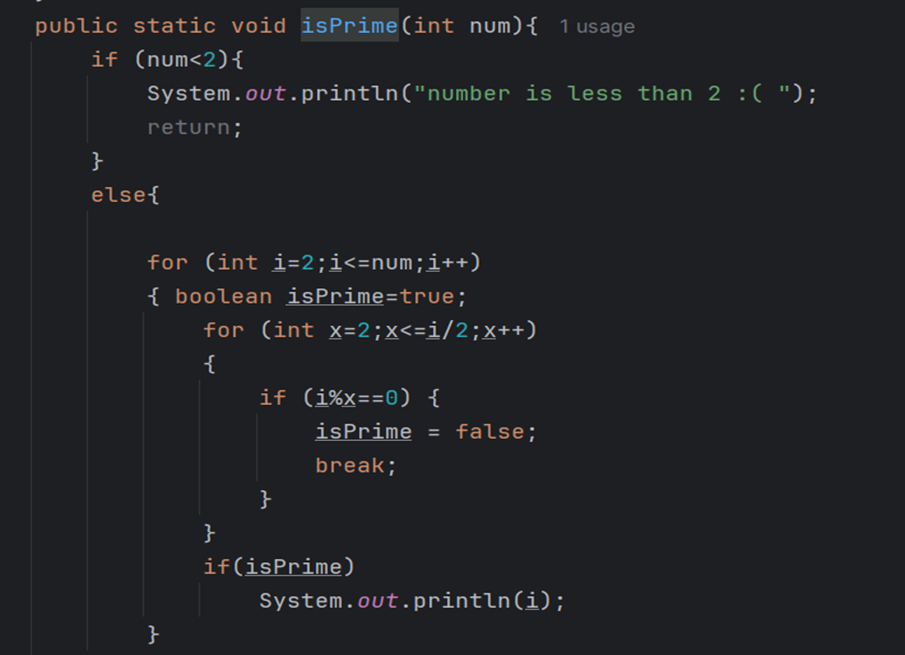 public static void isPrime(int num){ 1 usage
if (num<2){
System.out.println("number is less than 2 :( ");
return;
}
else{
for (int i=2;i<=num;i++)
{ boolean isPrime=true;
for (int x=2;x<=i/2;x++)
{
if (i%x==0) {
isPrime = false;
break;
}
}
if(isPrime)
System.out.println(i);
}